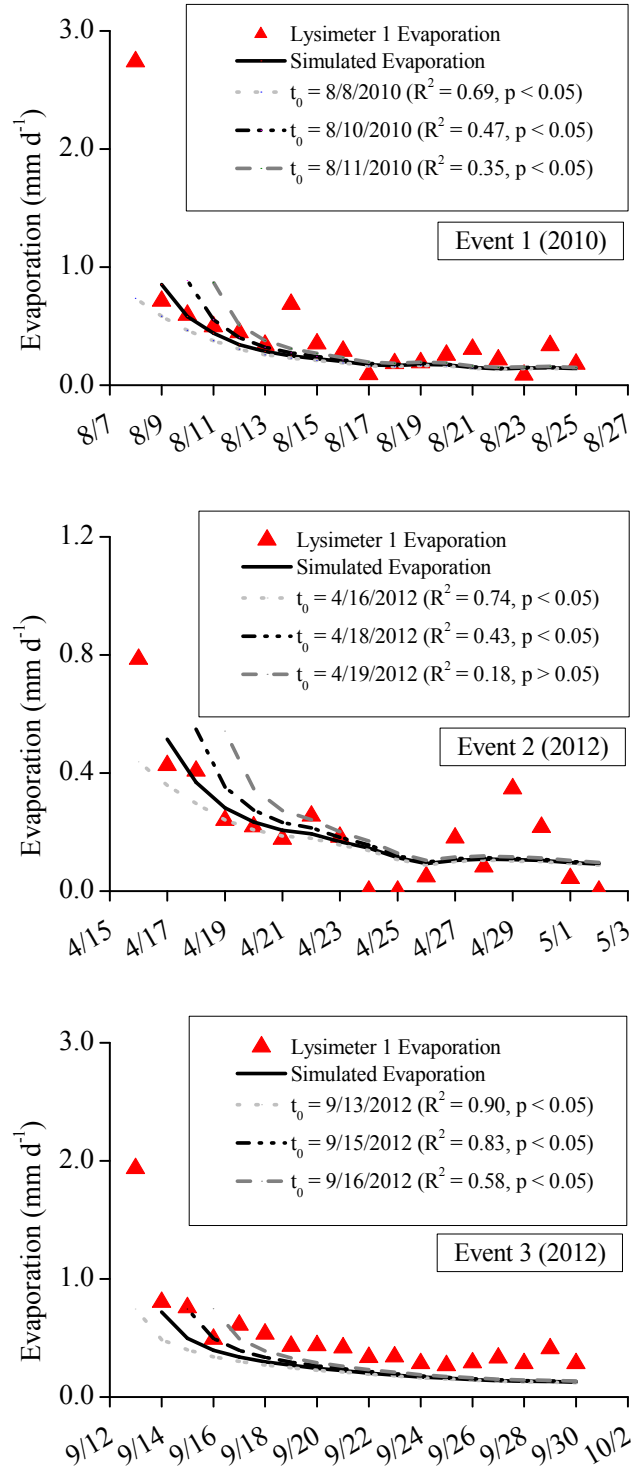 3.0
2.0
1.0
0.0
Evaporation (mm d⁻¹)
Lysimeter 1 Evaporation
Simulated Evaporation
t₀ = 8/8/2010 (R² = 0.69, p < 0.05)
t₀ = 8/10/2010 (R² = 0.47, p < 0.05)
t₀ = 8/11/2010 (R² = 0.35, p < 0.05)
Event 1 (2010)
8/7 8/9 8/11 8/13 8/15 8/17 8/19 8/21 8/23 8/25 8/27
1.2
0.8
0.4
0.0
Evaporation (mm d⁻¹)
Lysimeter 1 Evaporation
Simulated Evaporation
t₀ = 4/16/2012 (R² = 0.74, p < 0.05)
t₀ = 4/18/2012 (R² = 0.43, p < 0.05)
t₀ = 4/19/2012 (R² = 0.18, p > 0.05)
Event 2 (2012)
4/15 4/17 4/19 4/21 4/23 4/25 4/27 4/29 5/1 5/3
3.0
2.0
1.0
0.0
Evaporation (mm d⁻¹)
Lysimeter 1 Evaporation
Simulated Evaporation
t₀ = 9/13/2012 (R² = 0.90, p < 0.05)
t₀ = 9/15/2012 (R² = 0.83, p < 0.05)
t₀ = 9/16/2012 (R² = 0.58, p < 0.05)
Event 3 (2012)
9/12 9/14 9/16 9/18 9/20 9/22 9/24 9/26 9/28 9/30 10/2